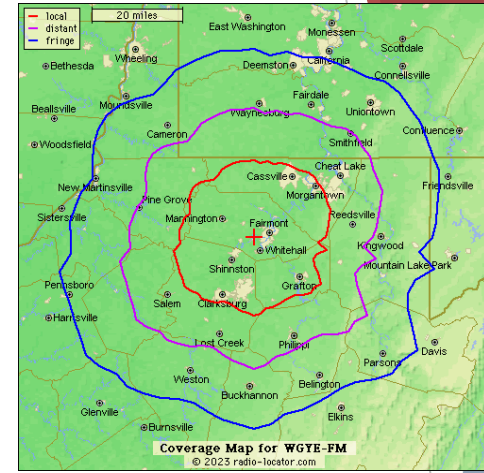 local
distant
fringe
20 miles
East Washington
Monessen
Scottdale
Wheeling
California
Bethesda
Deemston
Connellsville
Moundsville
Fairdale
Beallsville
Waynesburg
Uniontown
Cameron
Confluence
Woodsfield
Smithfield
Cheat Lake
Cassville
New Martinsville
Morgantown
Friendsville
Pine Grove
Sistersville
Mannington
Reedsville
Fairmont
Whitehall
Kingwood
Shinnston
Mountain Lake Park
Pennsboro
Grafton
Salem
Clarksburg
Harrisville
Lost Creek
Philippi
Davis
Parsons
Weston
Belington
Buckhannon
Glenville
Elkins
Burnsville
Coverage Map for WGYE-FM
© 2023 radio-locator.com